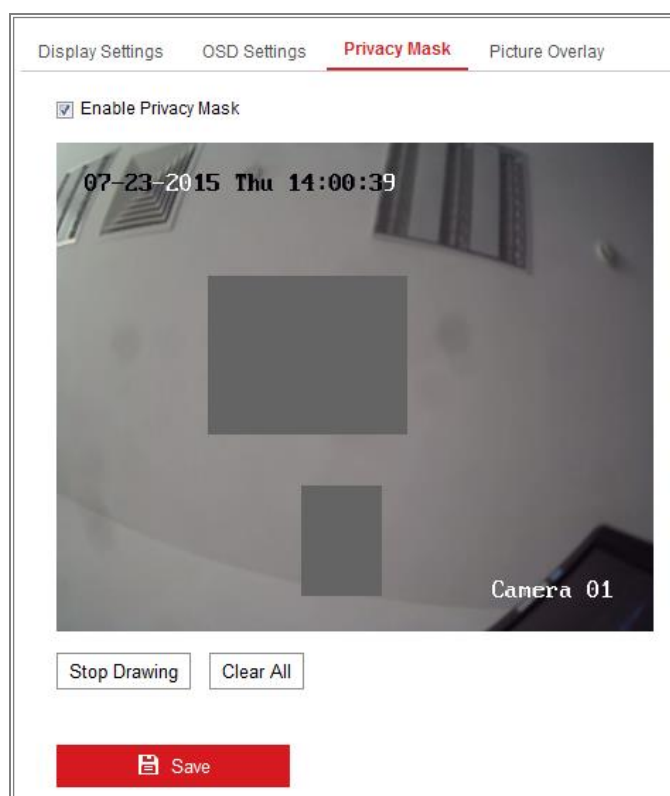 Display Settings OSD Settings Privacy Mask Picture Overlay
Enable Privacy Mask
07-23-2015 Thu 14:00:39
Camera 01
Stop Drawing Clear All
Save